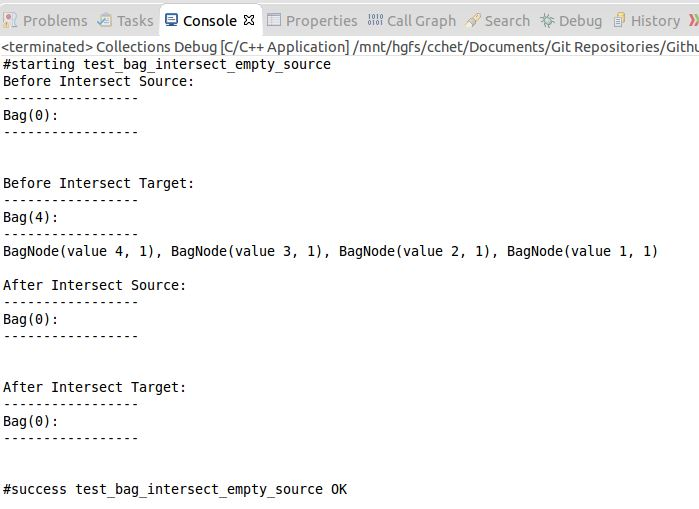 Problems Tasks Console Properties Call Graph Search Debug History
<terminated> Collections Debug [C/C++ Application] /mnt/hgfs/cchet/Documents/Git Repositories/Githu
#starting test_bag_intersect_empty_source
Before Intersect Source:
-----------------
Bag(0):
-----------------
Before Intersect Target:
-----------------
Bag(4):
-----------------
BagNode(value 4, 1), BagNode(value 3, 1), BagNode(value 2, 1), BagNode(value 1, 1)
After Intersect Source:
-----------------
Bag(0):
-----------------
After Intersect Target:
-----------------
Bag(0):
-----------------
#success test_bag_intersect_empty_source OK